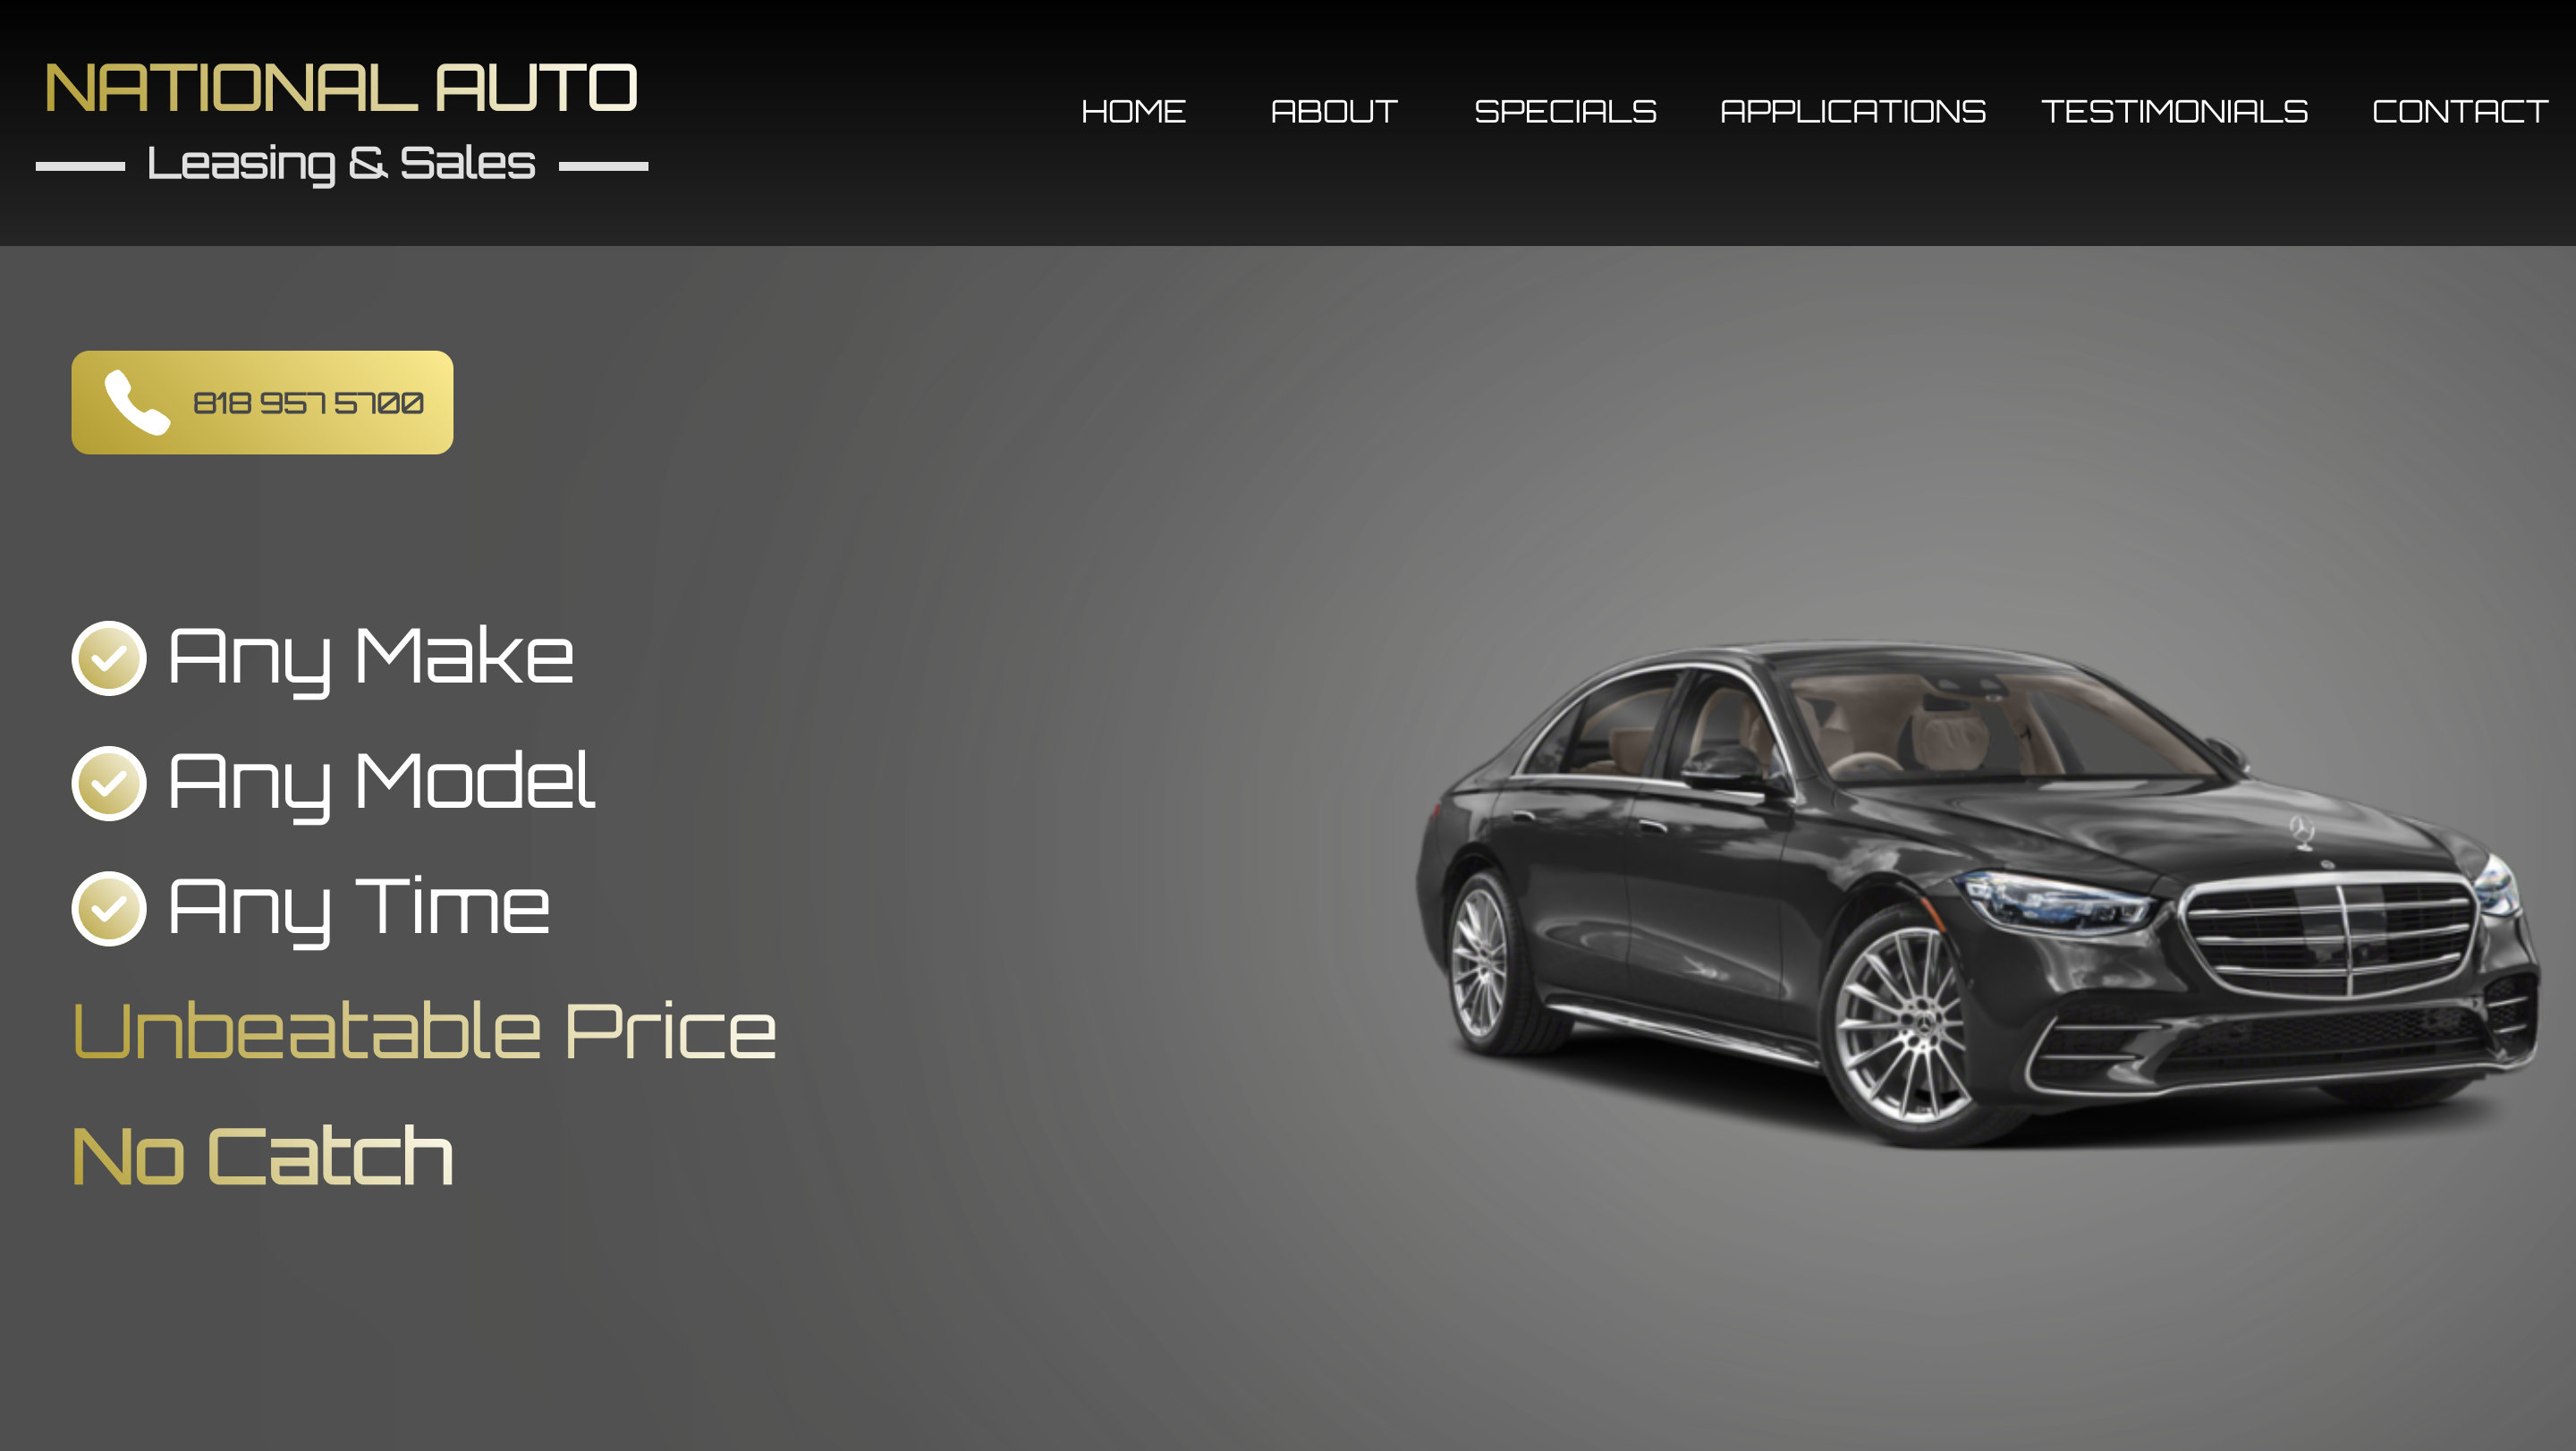 NATIONAL AUTO
Leasing & Sales
HOME ABOUT SPECIALS APPLICATIONS TESTIMONIALS CONTACT
818 957 5700
Any Make
Any Model
Any Time
Unbeatable Price
No Catch